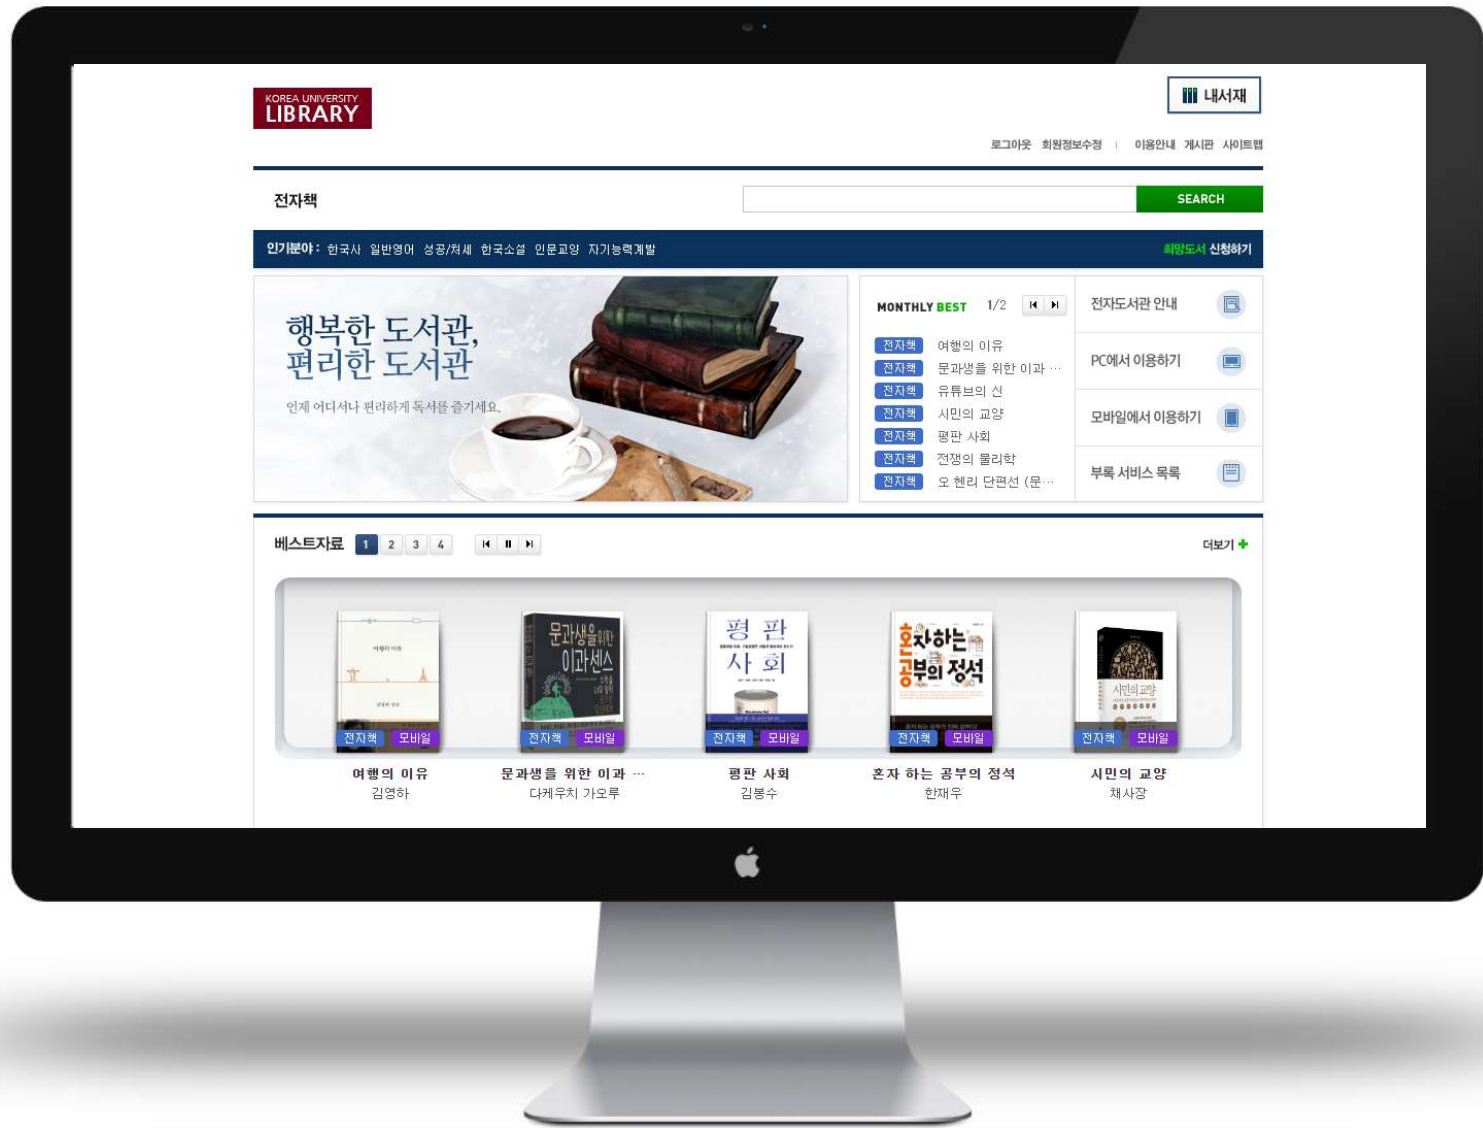 KOREA UNIVERSITY
LIBRARY
내서재
로그아웃 회원정보수정 | 이용안내 게시판 사이트맵
전자책
SEARCH
인기분야 : 한국사 일반영어 성공/처세 한국소설 인문교양 자기능력계발
희망도서 신청하기
행복한 도서관,
편리한 도서관
언제 어디서나 편리하게 독서를 즐기세요.
MONTHLY BEST 1/2
전자책 여행의 이유
전자책 문과생을 위한 이과 ...
전자책 유튜브의 신
전자책 시민의 교양
전자책 평판 사회
전자책 전쟁의 물리학
전자책 오 헨리 단편선 (문...
전자도서관 안내
PC에서 이용하기
모바일에서 이용하기
부록 서비스 목록
베스트자료 1 2 3 4
더보기
여행의 이유
김영하
전자책 모바일
여행의 이유
김영하
문과생을위한
이과센스
전자책 모바일
문과생을 위한 이과 ...
다케우치 가오루
평판
사회
전자책 모바일
평판 사회
김봉수
혼자하는
공부의 정석
전자책 모바일
혼자 하는 공부의 정석
한재우
시민의 교양
전자책 모바일
시민의 교양
채사장